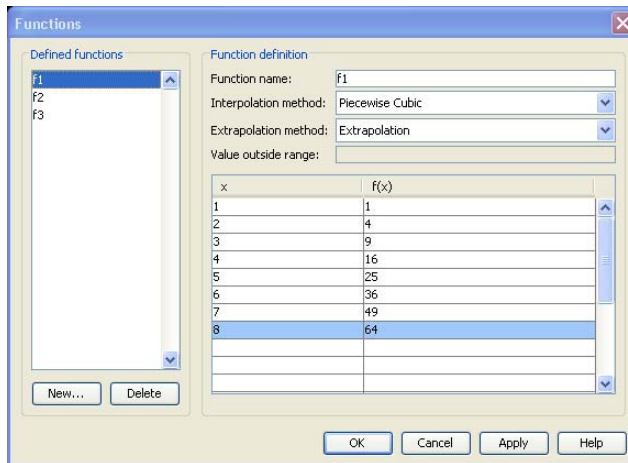 Functions
Defined functions
f1
f2
f3
New...
Delete
Function definition
Function name: f1
Interpolation method: Piecewise Cubic
Extrapolation method: Extrapolation
Value outside range:
x f(x)
1 1
2 4
3 9
4 16
5 25
6 36
7 49
8 64
OK Cancel Apply Help